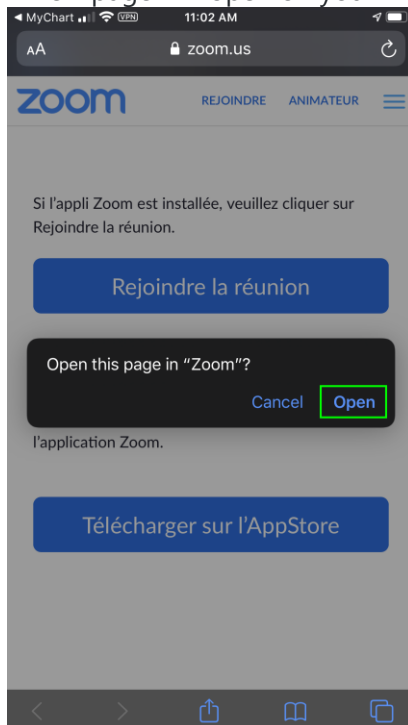 MyChart VPN 11:02 AM
AA zoom.us
zoom REJOINDRE ANIMATEUR
Si l'appli Zoom est installée, veuillez cliquer sur
Rejoindre la réunion.
Rejoindre la réunion
Open this page in “Zoom”?
Cancel Open
l'application Zoom.
Télécharger sur l'AppStore